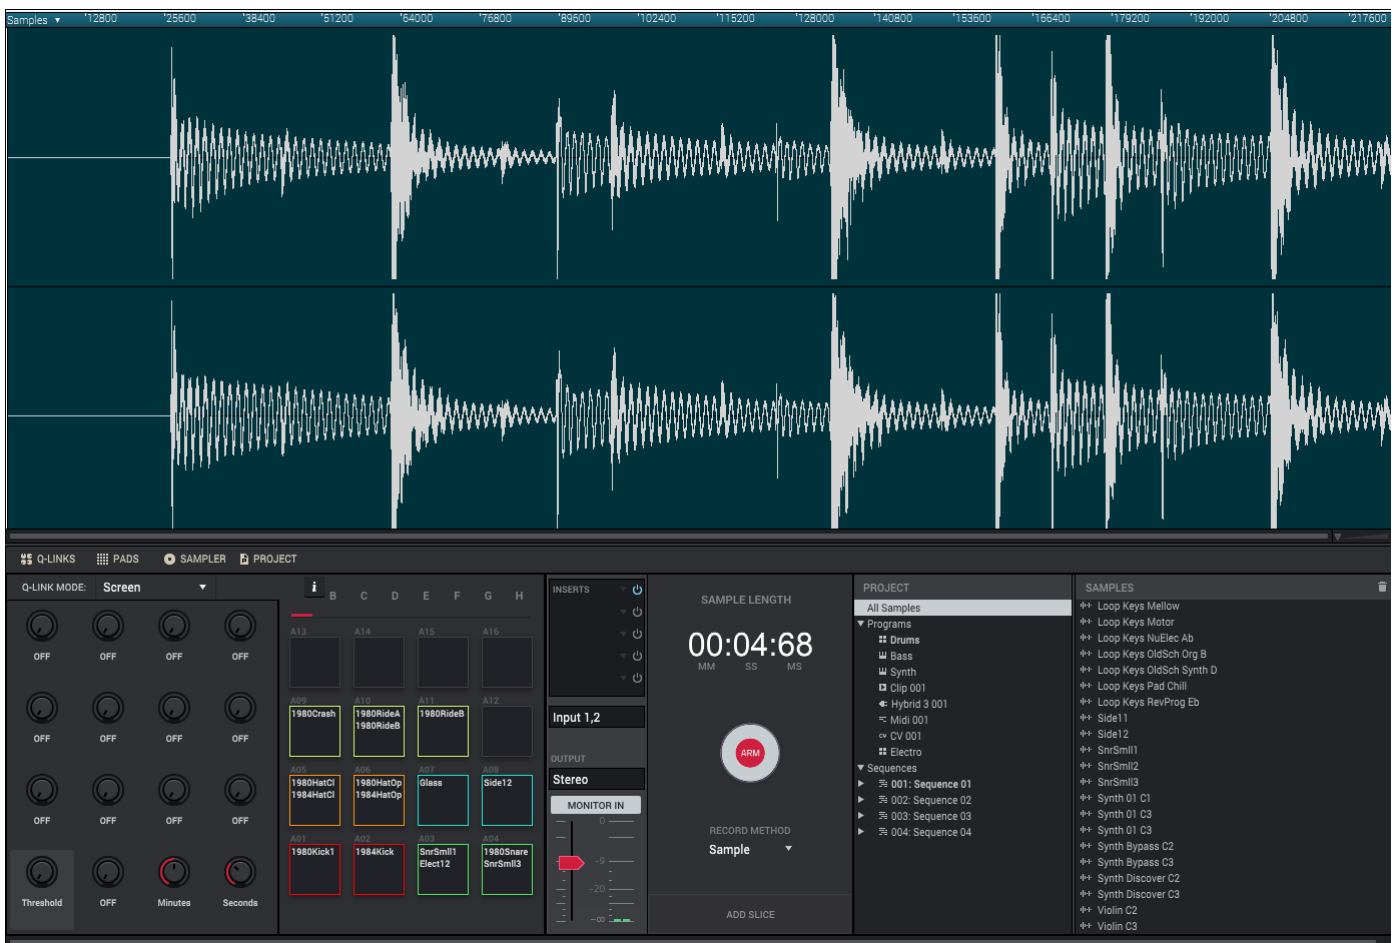 Samples ▼ '12800 '25600 '38400 '51200 '64000 '76800 '89600 '102400 '115200 '128000 '140800 '153600 '166400 '179200 '192000 '204800 '217600
Q-LINKS PADS SAMPLER PROJECT
Q-LINK MODE: Screen
OFF OFF OFF OFF
OFF OFF OFF OFF
OFF OFF OFF OFF
Threshold OFF Minutes Seconds
i B C D E F G H
A13 A14 A15 A16
A09 A10 A11 A12
1980Crash 1980RideA 1980RideB
1980RideB
A05 A06 A07 A08
1980HatCl 1980HatOp Glass Side12
1984HatCl 1984HatOp
A01 A02 A03 A04
1980Kick1 1984Kick SnrSmll1 1980Snare
Elect12 SnrSmll3
INSERTS
Input 1,2
OUTPUT
Stereo
MONITOR IN
0
-9
-20
-∞
SAMPLE LENGTH
00:04:68
MM SS MS
ARM
RECORD METHOD
Sample
ADD SLICE
PROJECT
All Samples
Programs
Drums
Bass
Synth
Clip 001
Hybrid 3 001
Midi 001
CV CV 001
Electro
Sequences
001: Sequence 01
002: Sequence 02
003: Sequence 03
004: Sequence 04
SAMPLES
Loop Keys Mellow
Loop Keys Motor
Loop Keys NuElec Ab
Loop Keys OldSch Org B
Loop Keys OldSch Synth D
Loop Keys Pad Chill
Loop Keys RevProg Eb
Side11
Side12
SnrSmll1
SnrSmll2
SnrSmll3
Synth 01 C1
Synth 01 C3
Synth 01 C3
Synth Bypass C2
Synth Bypass C3
Synth Discover C2
Synth Discover C3
Violin C2
Violin C3